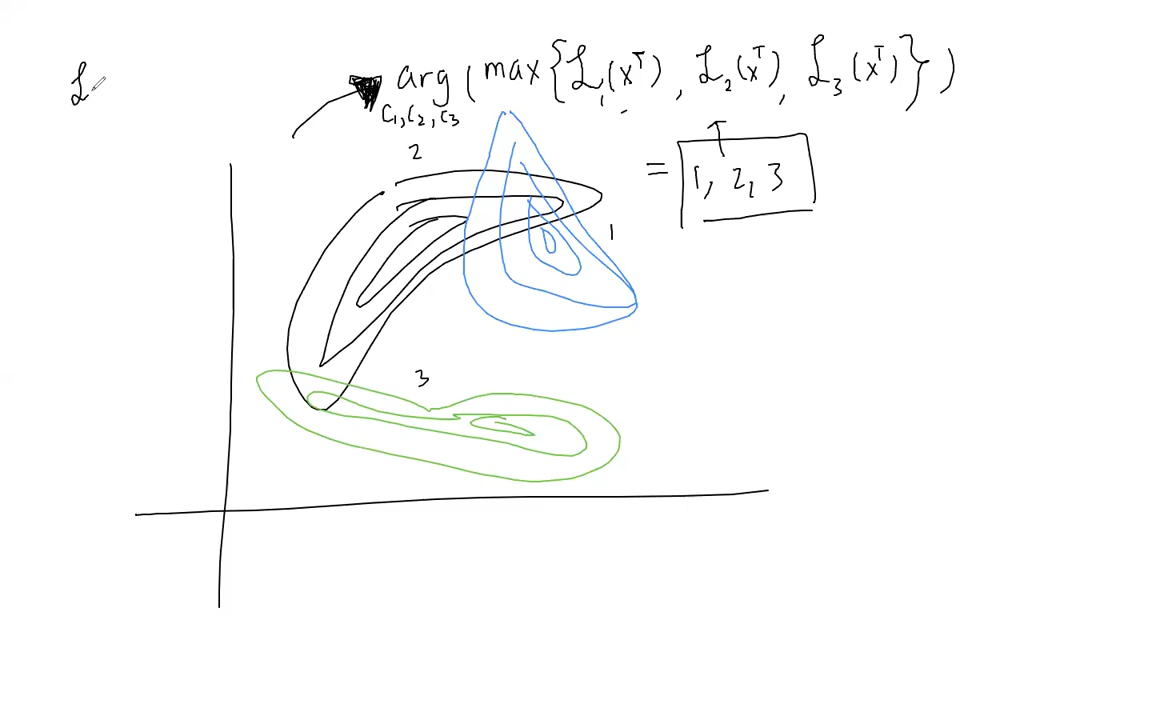 ℒ
arg ( max { ℒ₁(xᵀ), ℒ₂(xᵀ), ℒ₃(xᵀ) } )
C₁, C₂, C₃
2
= 1, 2, 3
1
3